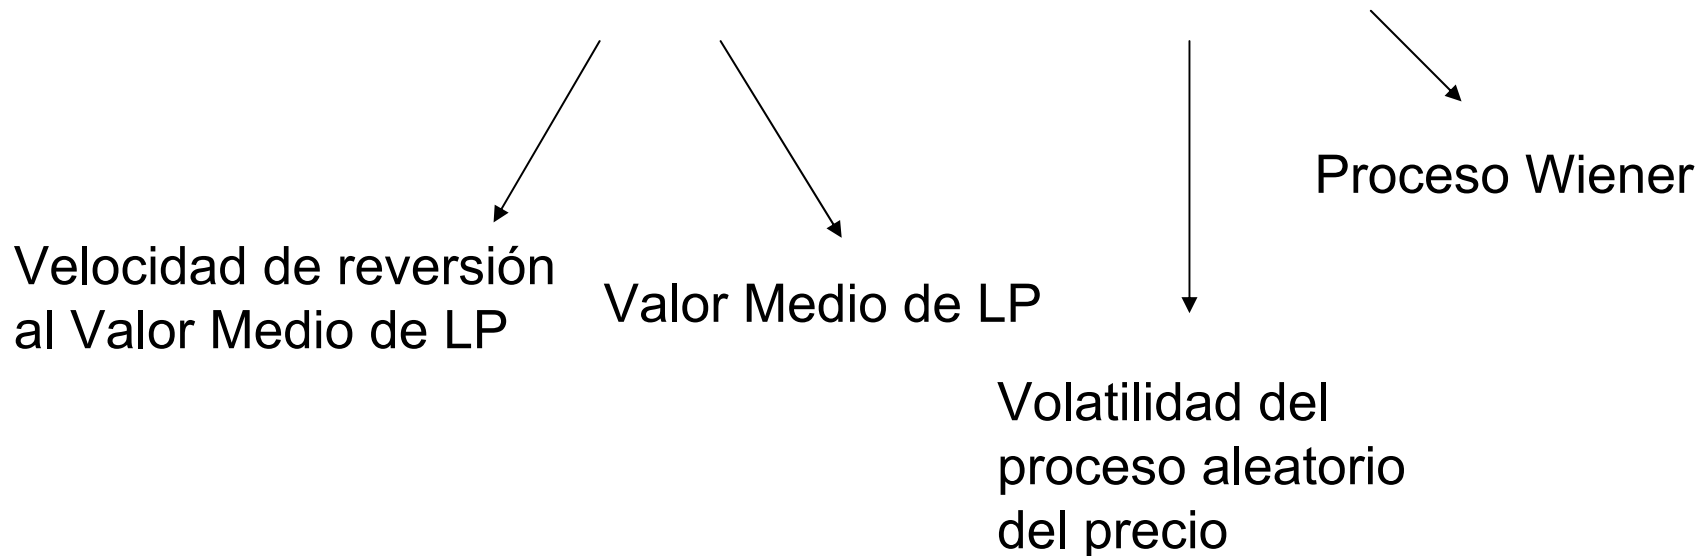 Proceso Wiener
Velocidad de reversión
al Valor Medio de LP
Valor Medio de LP
Volatilidad del
proceso aleatorio
del precio